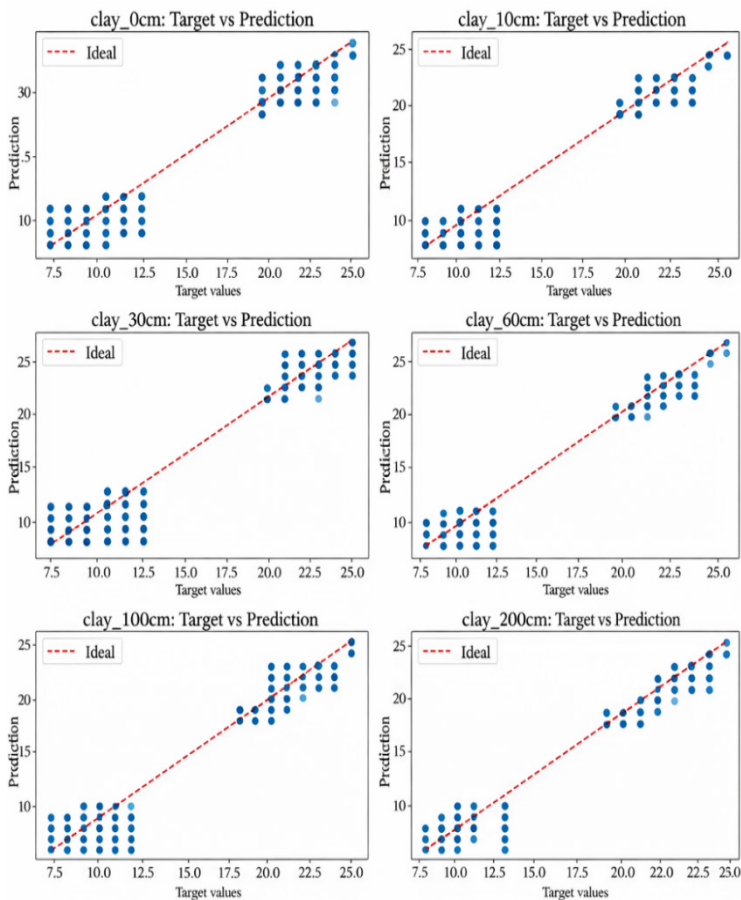 clay_0cm: Target vs Prediction
Ideal
Prediction
30
.5
10
7.5 10.0 12.5 15.0 17.5 20.0 22.5 25.0
Target values
clay_10cm: Target vs Prediction
Ideal
Prediction
25
20
15
10
7.5 10.0 12.5 15.0 17.5 20.0 22.5 25.0
Target values
clay_30cm: Target vs Prediction
Ideal
Prediction
25
20
10
7.5 10.0 12.5 15.0 17.5 20.0 22.5 25.0
Target values
clay_60cm: Target vs Prediction
Ideal
Prediction
25
20
10
7.5 10.0 12.5 15.0 17.5 20.0 22.5 25.0
Target values
clay_100cm: Target vs Prediction
Ideal
Prediction
25
20
15
10
7.5 10.0 12.5 15.0 17.5 20.0 22.5 25.0
Target values
clay_200cm: Target vs Prediction
Ideal
Prediction
25
20
15
10
7.5 10.0 12.5 15.0 17.5 20.0 22.5 25.0
Target values